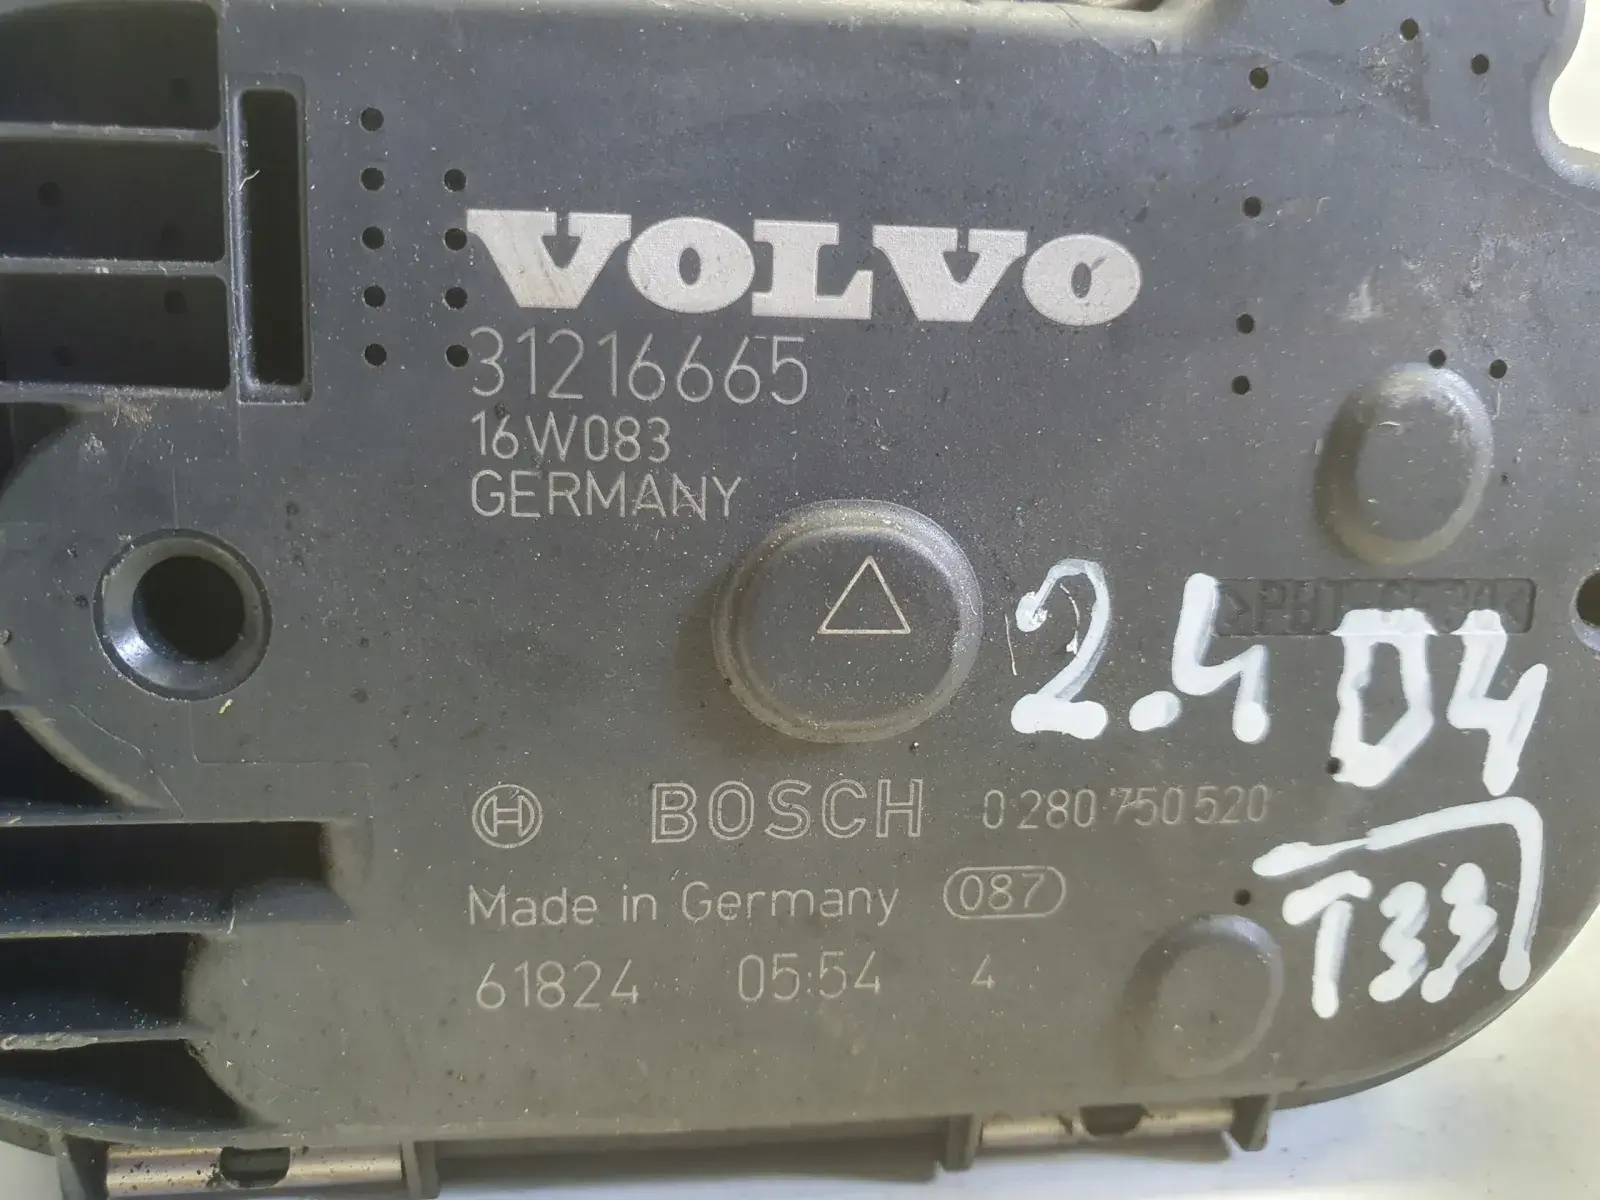 VOLVO
31216665
16W083
GERMANY
2.4 D4
BOSCH 0 280 750 520
T33
Made in Germany 087
61824 05:54 4